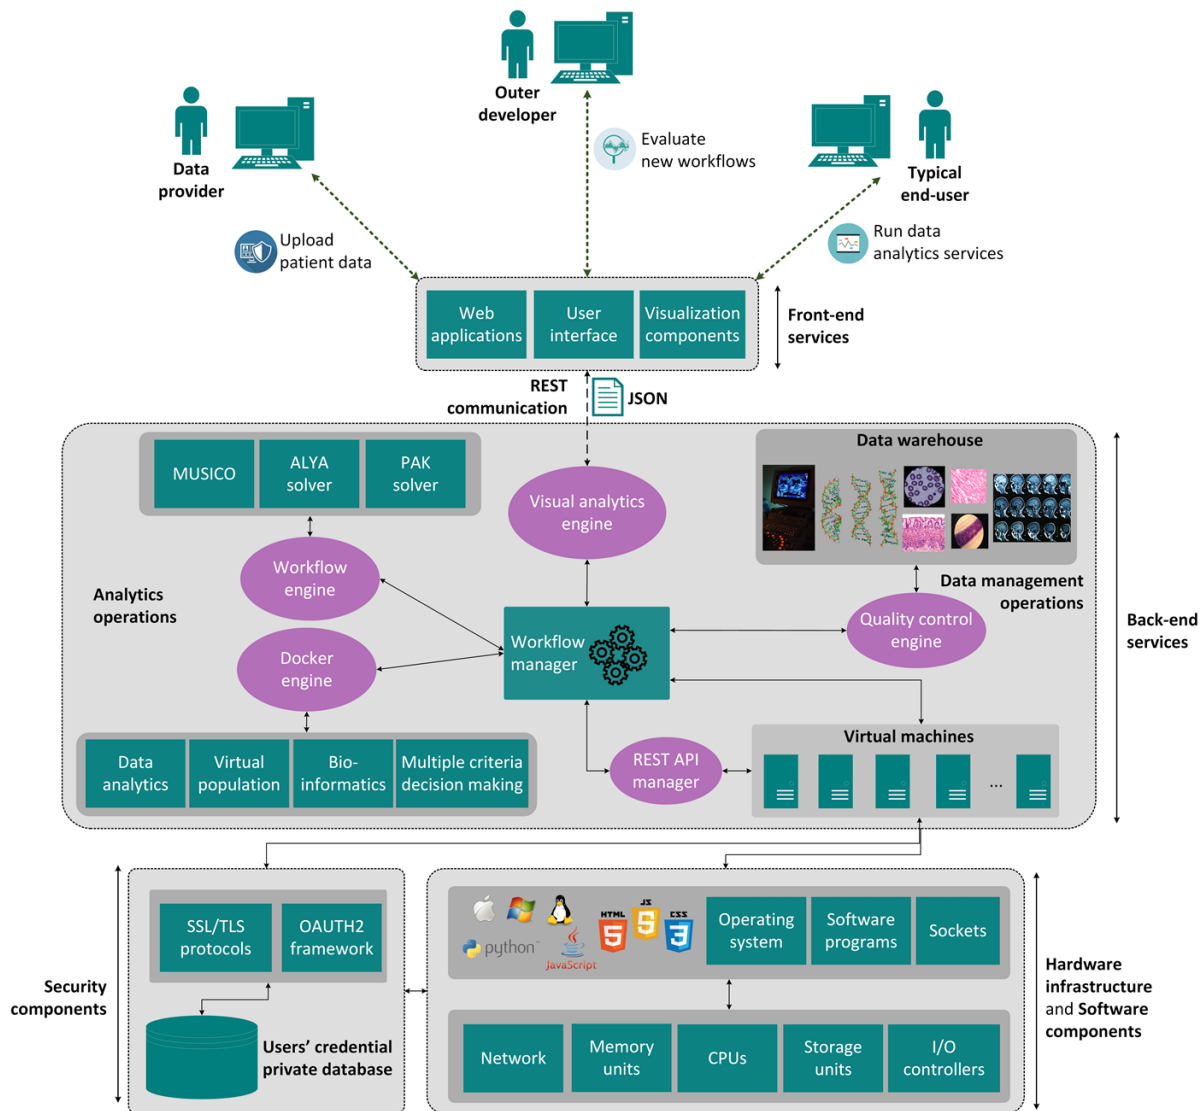 Outer
developer
Evaluate
new workflows
Data
provider
Typical
end-user
Upload
patient data
Run data
analytics services
Web
applications
User
interface
Visualization
components
Front-end
services
REST
communication
JSON
MUSICO
ALYA
solver
PAK
solver
Visual analytics
engine
Data warehouse
Workflow
engine
Analytics
operations
Data management
operations
Quality control
engine
Back-end
services
Workflow
manager
Docker
engine
Data
analytics
Virtual
population
Bio-
informatics
Multiple criteria
decision making
REST API
manager
Virtual machines
...
SSL/TLS
protocols
OAUTH2
framework
Security
components
Users' credential
private database
HTML
5
JS
5
CSS
3
python™
JavaScript
Operating
system
Software
programs
Sockets
Hardware
infrastructure
and Software
components
Network
Memory
units
CPUs
Storage
units
I/O
controllers